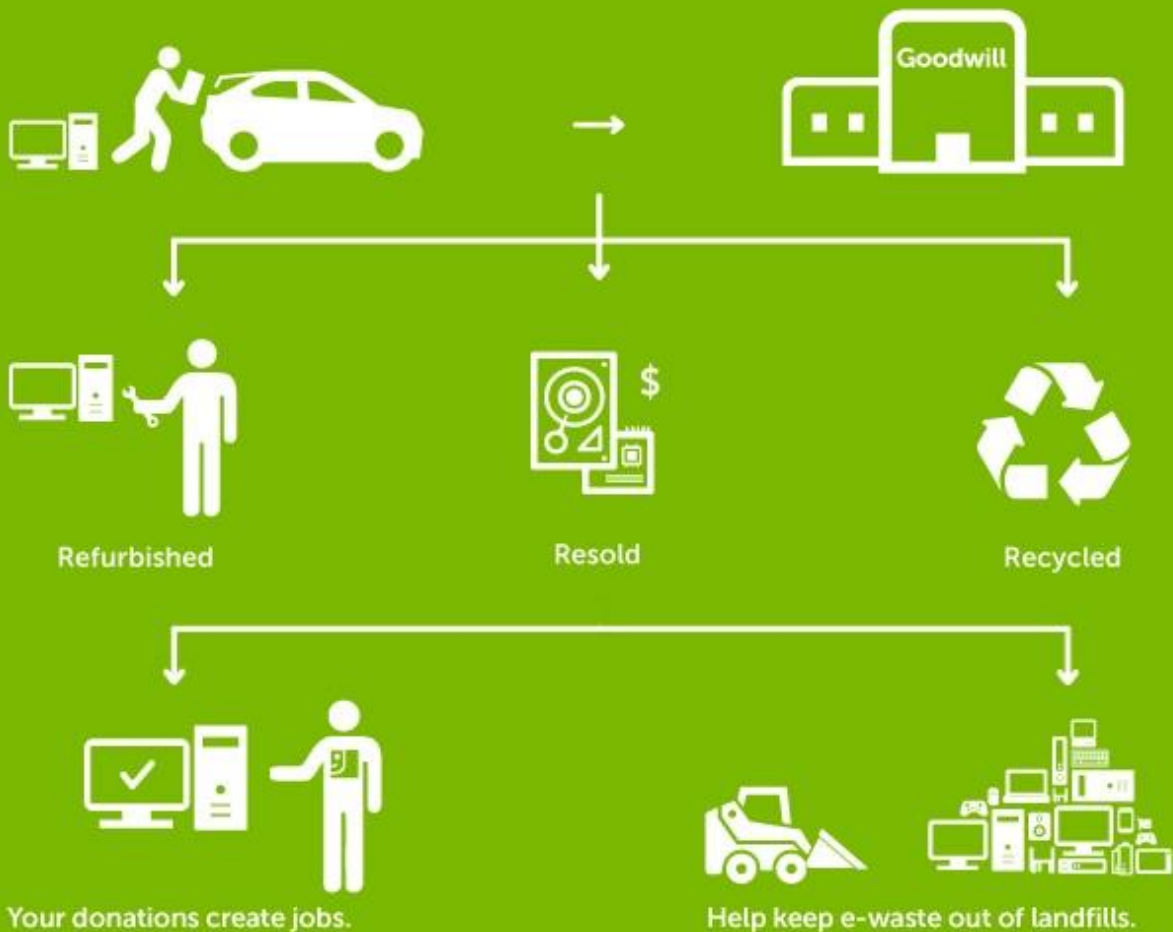 Goodwill
$
Refurbished
Resold
Recycled
Your donations create jobs.
Help keep e-waste out of landfills.